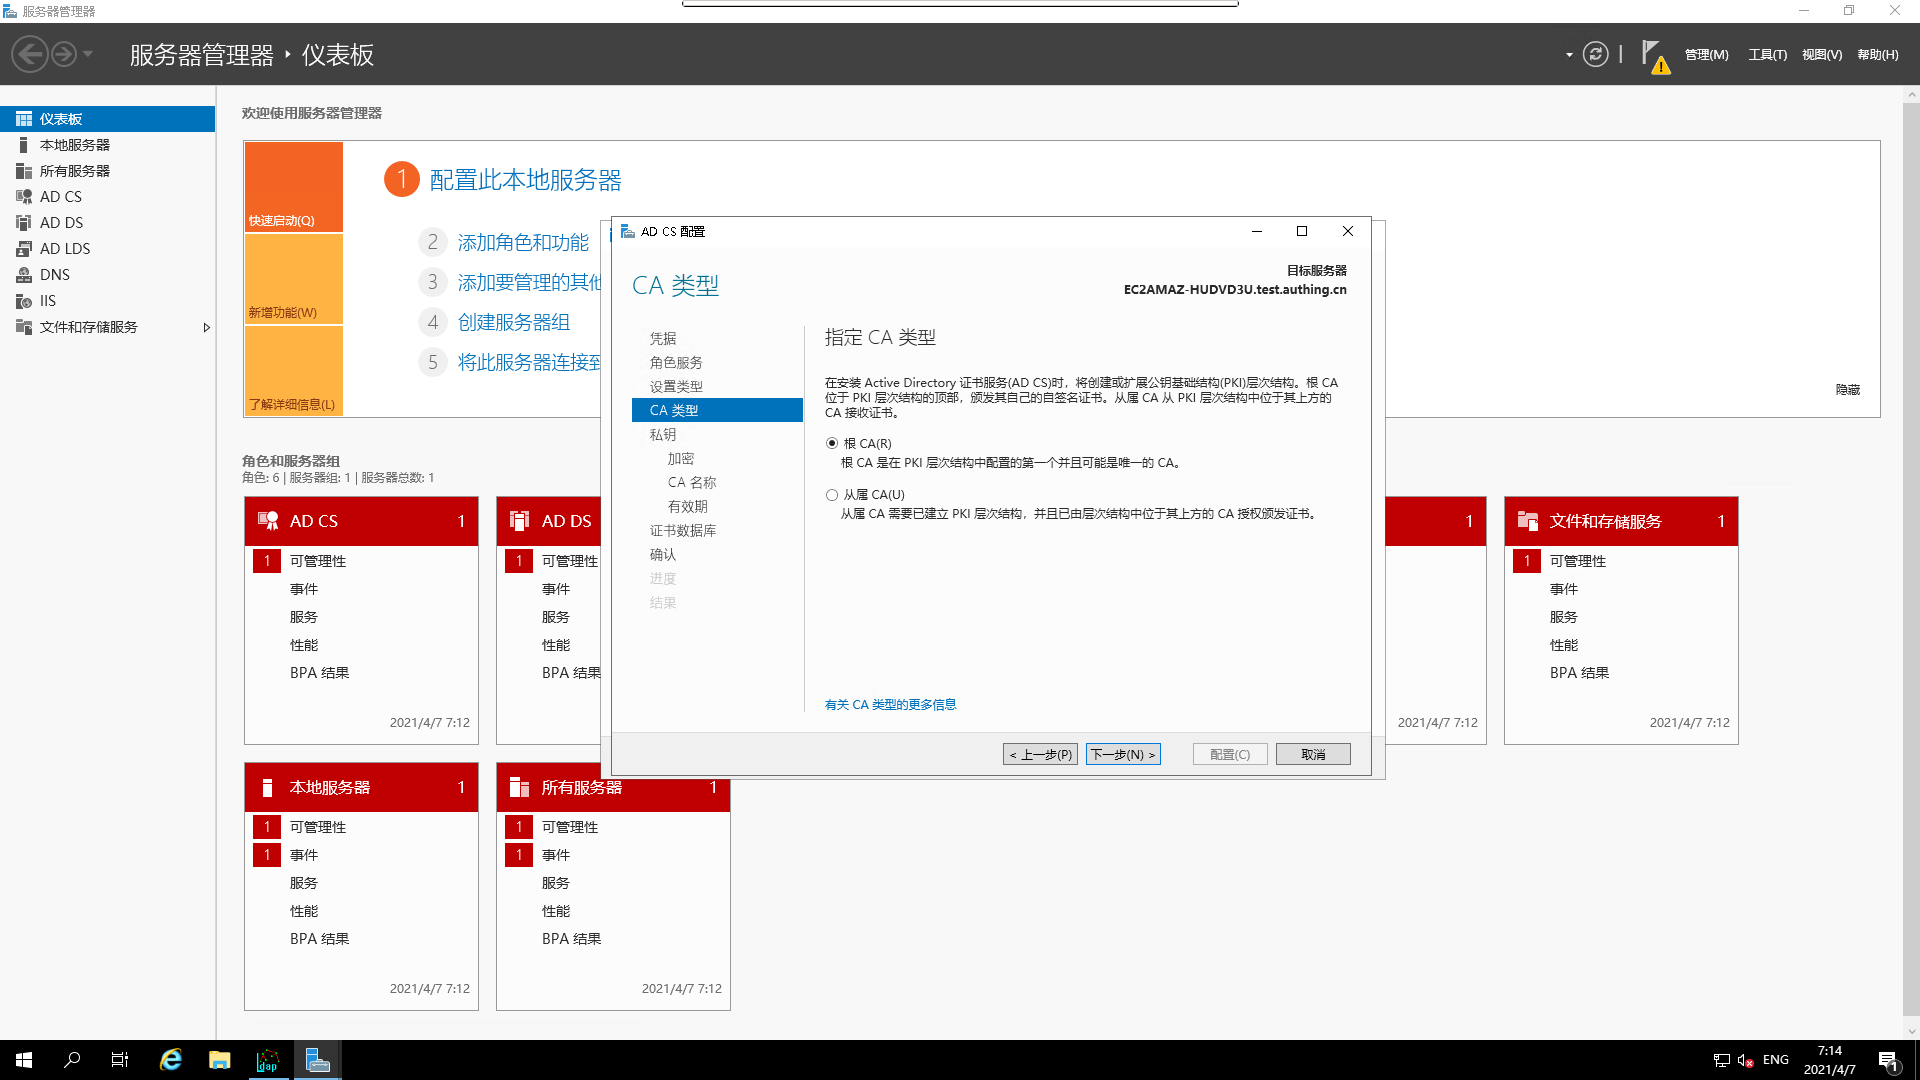 服务器管理器
服务器管理器 ‣ 仪表板
管理(M)
工具(T)
视图(V)
帮助(H)
仪表板
本地服务器
所有服务器
AD CS
AD DS
AD LDS
DNS
IIS
文件和存储服务
欢迎使用服务器管理器
快速启动(Q)
新增功能(W)
了解详细信息(L)
1 配置此本地服务器
2 添加角色和功能
3 添加要管理的其他
4 创建服务器组
5 将此服务器连接到
隐藏
角色和服务器组
角色: 6 | 服务器组: 1 | 服务器总数: 1
AD CS 1
1 可管理性
事件
服务
性能
BPA 结果
2021/4/7 7:12
AD DS
1 可管理性
事件
服务
性能
BPA 结果
1
2021/4/7 7:12
文件和存储服务 1
1 可管理性
事件
服务
性能
BPA 结果
2021/4/7 7:12
本地服务器 1
1 可管理性
1 事件
服务
性能
BPA 结果
2021/4/7 7:12
所有服务器 1
1 可管理性
1 事件
服务
性能
BPA 结果
2021/4/7 7:12
AD CS 配置
CA 类型
目标服务器
EC2AMAZ-HUDVD3U.test.authing.cn
凭据
角色服务
设置类型
CA 类型
私钥
加密
CA 名称
有效期
证书数据库
确认
进度
结果
指定 CA 类型
在安装 Active Directory 证书服务(AD CS)时，将创建或扩展公钥基础结构(PKI)层次结构。根 CA
位于 PKI 层次结构的顶部，颁发其自己的自签名证书。从属 CA 从 PKI 层次结构中位于其上方的
CA 接收证书。
根 CA(R)
根 CA 是在 PKI 层次结构中配置的第一个并且可能是唯一的 CA。
从属 CA(U)
从属 CA 需要已建立 PKI 层次结构，并且已由层次结构中位于其上方的 CA 授权颁发证书。
有关 CA 类型的更多信息
< 上一步(P)
下一步(N) >
配置(C)
取消
ldap
ENG
7:14
2021/4/7
1